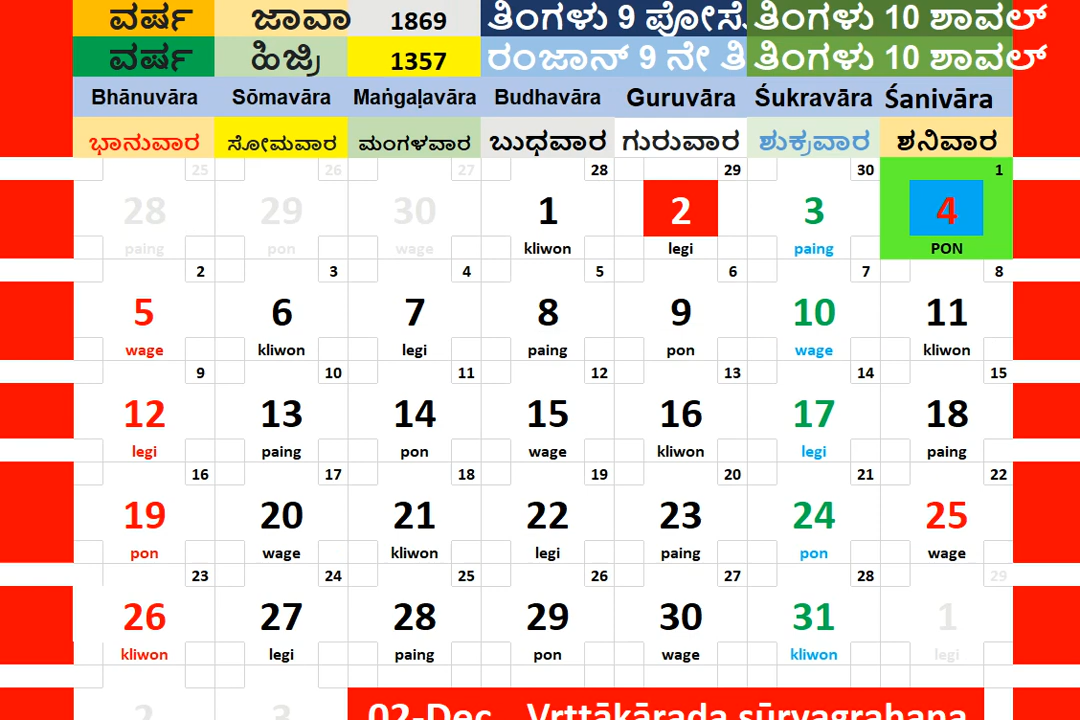 ವರ್ಷ ಜಾವಾ 1869 ತಿಂಗಳು 9 ತಿಂಗಳು 10 ಶಾವಲ್
ವರ್ಷ ಹಿಜ್ರಿ 1357 ರಂಜಾನ್ 9 ನೇ ತಿಂಗಳು 10 ಶಾವಲ್
Bhānuvāra Sōmavāra Maṅgaḷavāra Budhavāra Guruvāra Śukravāra Śanivāra
ಭಾನುವಾರ ಸೋಮವಾರ ಮಂಗಳವಾರ ಬುಧವಾರ ಗುರುವಾರ ಶುಕ್ರವಾರ ಶನಿವಾರ
25 26 27 28 29 30 1
28 29 30 1 2 3 4
paing pon wage kliwon legi paing PON
2 3 4 5 6 7 8
5 6 7 8 9 10 11
wage kliwon legi paing pon wage kliwon
9 10 11 12 13 14 15
12 13 14 15 16 17 18
legi paing pon wage kliwon legi paing
16 17 18 19 20 21 22
19 20 21 22 23 24 25
pon wage kliwon legi paing pon wage
23 24 25 26 27 28 29
26 27 28 29 30 31 1
kliwon legi paing pon wage kliwon legi
2 3 02-Dec Vṛttākārada sūryagrahaṇa